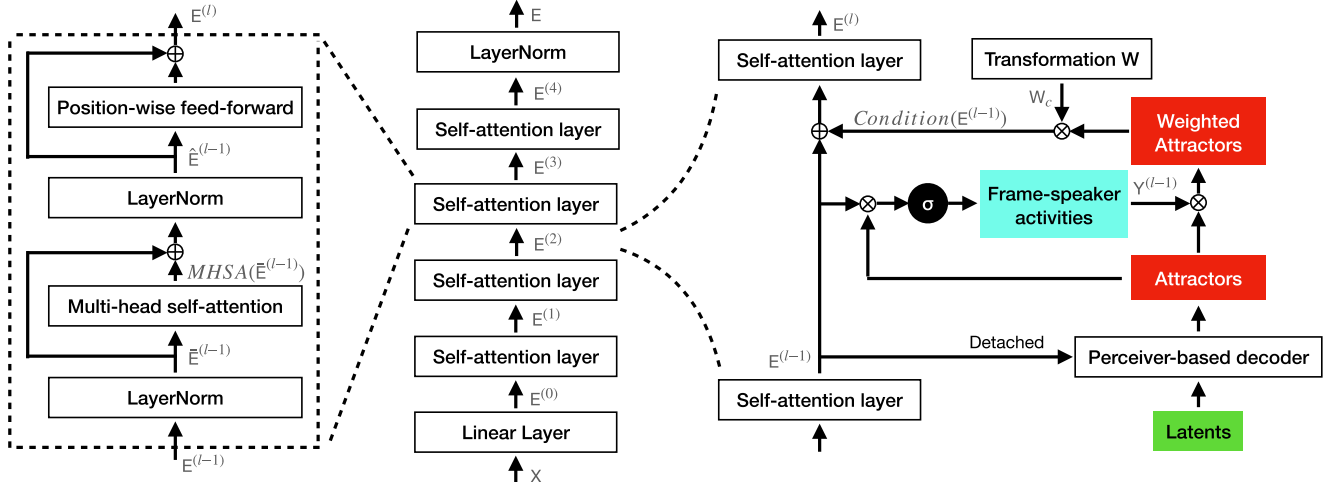 E^(l)
Position-wise feed-forward
Ê^(l-1)
LayerNorm
MHSA(Ē^(l-1))
Multi-head self-attention
Ē^(l-1)
LayerNorm
E^(l-1)
E
LayerNorm
E^(4)
Self-attention layer
E^(3)
Self-attention layer
E^(2)
Self-attention layer
E^(1)
Self-attention layer
E^(0)
Linear Layer
X
E^(l)
Self-attention layer
Transformation W
W_c
Condition(E^(l-1))
Weighted
Attractors
σ
Frame-speaker
activities
Y^(l-1)
Attractors
Detached
E^(l-1)
Perceiver-based decoder
Self-attention layer
Latents